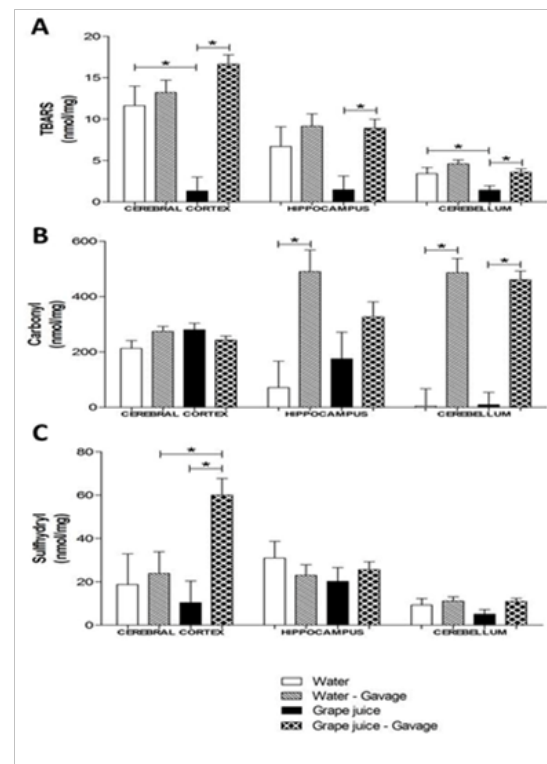 A
TBARS
(nmol/mg)
20
15
10
5
0
*
*
*
*
*
CEREBRAL CORTEX
HIPPOCAMPUS
CEREBELLUM
B
Carbonyl
(nmol/mg)
600
400
200
0
*
*
*
CEREBRAL CORTEX
HIPPOCAMPUS
CEREBELLUM
C
Sulfhydryl
(nmol/mg)
80
60
40
20
0
*
*
CEREBRAL CORTEX
HIPPOCAMPUS
CEREBELLUM
Water
Water - Gavage
Grape juice
Grape juice - Gavage